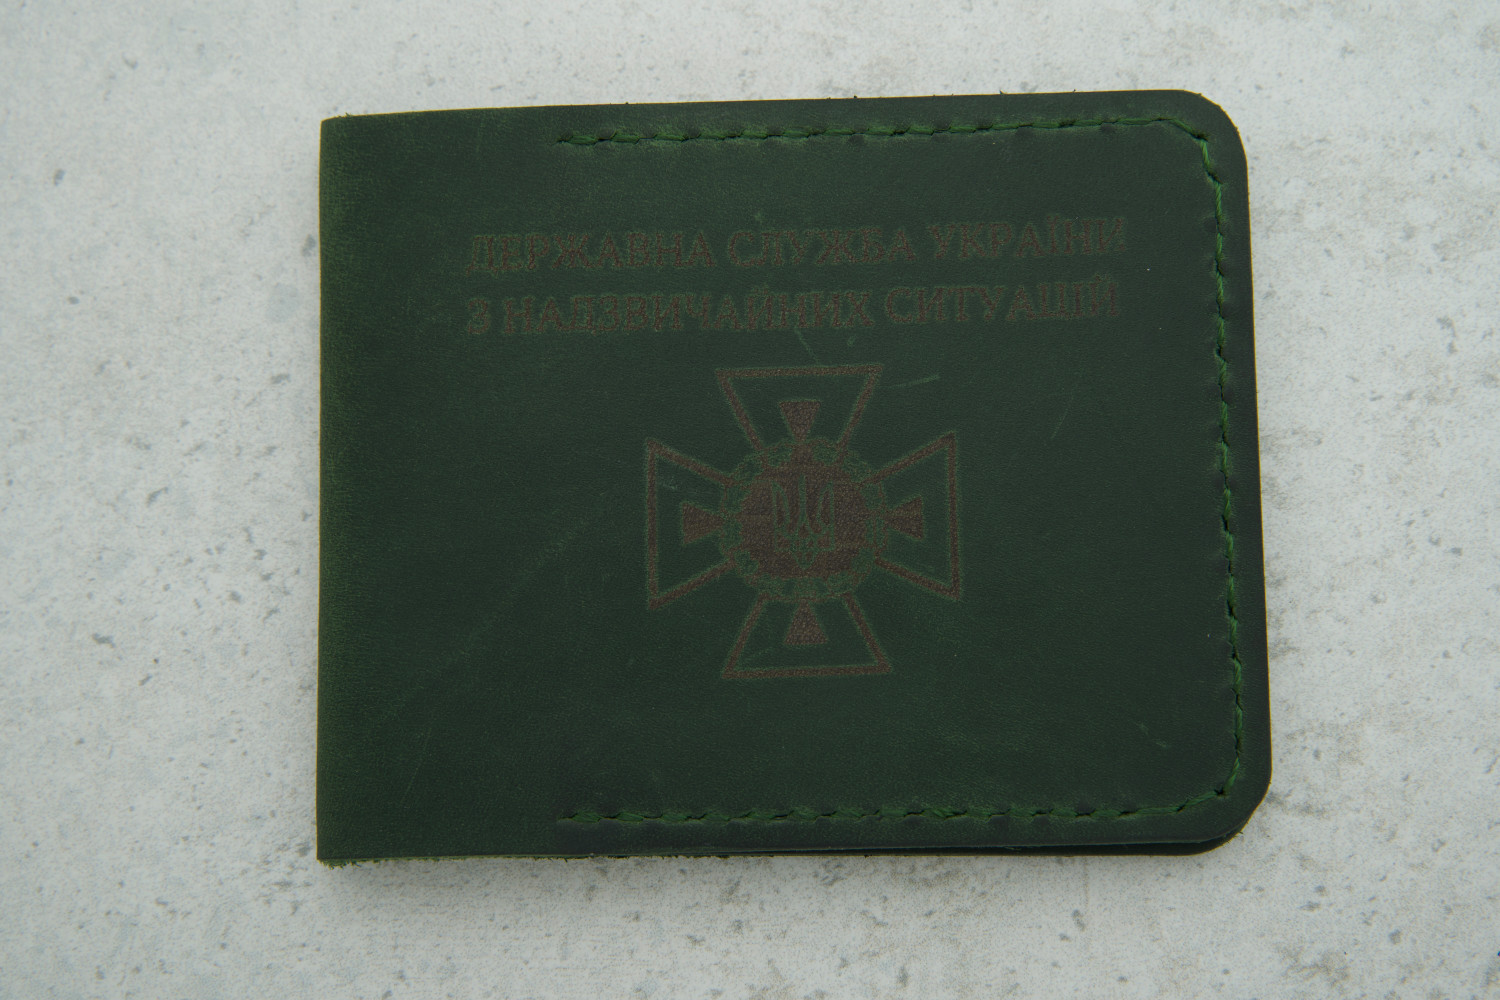 ДЕРЖАВНА СЛУЖБА УКРАЇНИ
З НАДЗВИЧАЙНИХ СИТУАЦІЙ